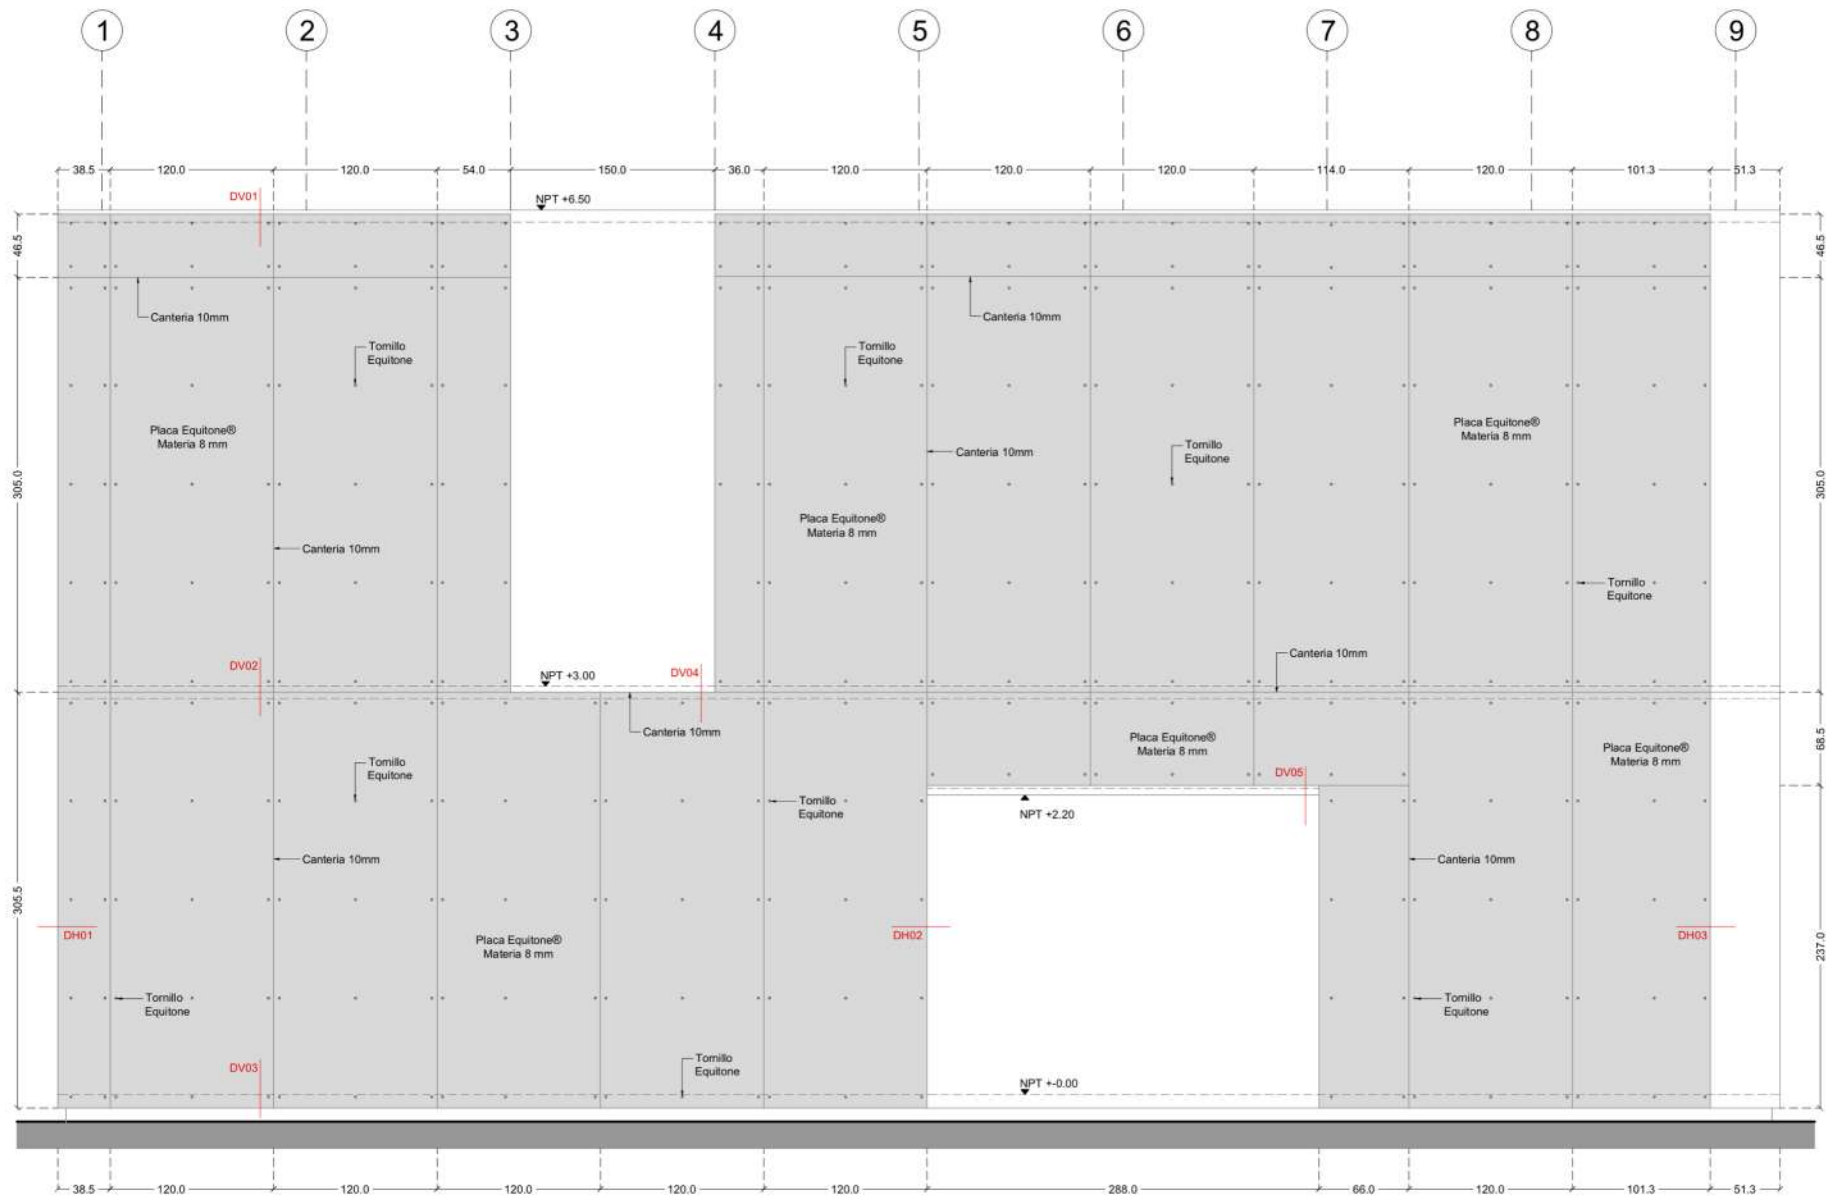 1 2 3 4 5 6 7 8 9
38.5 120.0 120.0 54.0 150.0 36.0 120.0 120.0 120.0 114.0 120.0 101.3 51.3
DV01
NPT +6.50
46.5
46.5
Canteria 10mm
Canteria 10mm
Tornillo
Equitone
Tornillo
Equitone
Placa Equitone®
Materia 8 mm
Placa Equitone®
Materia 8 mm
Canteria 10mm
Tornillo
Equitone
305.0
305.0
Placa Equitone®
Materia 8 mm
Canteria 10mm
Tornillo
Equitone
Canteria 10mm
DV02
NPT +3.00
DV04
Canteria 10mm
Placa Equitone®
Materia 8 mm
Placa Equitone®
Materia 8 mm
68.5
Tornillo
Equitone
DV05
Tornillo
Equitone
NPT +2.20
Canteria 10mm
Canteria 10mm
305.5
DH01
Placa Equitone®
Materia 8 mm
DH02
DH03
237.0
Tornillo
Equitone
Tornillo
Equitone
DV03
Tornillo
Equitone
NPT +-0.00
38.5 120.0 120.0 120.0 120.0 120.0 288.0 66.0 120.0 101.3 51.3